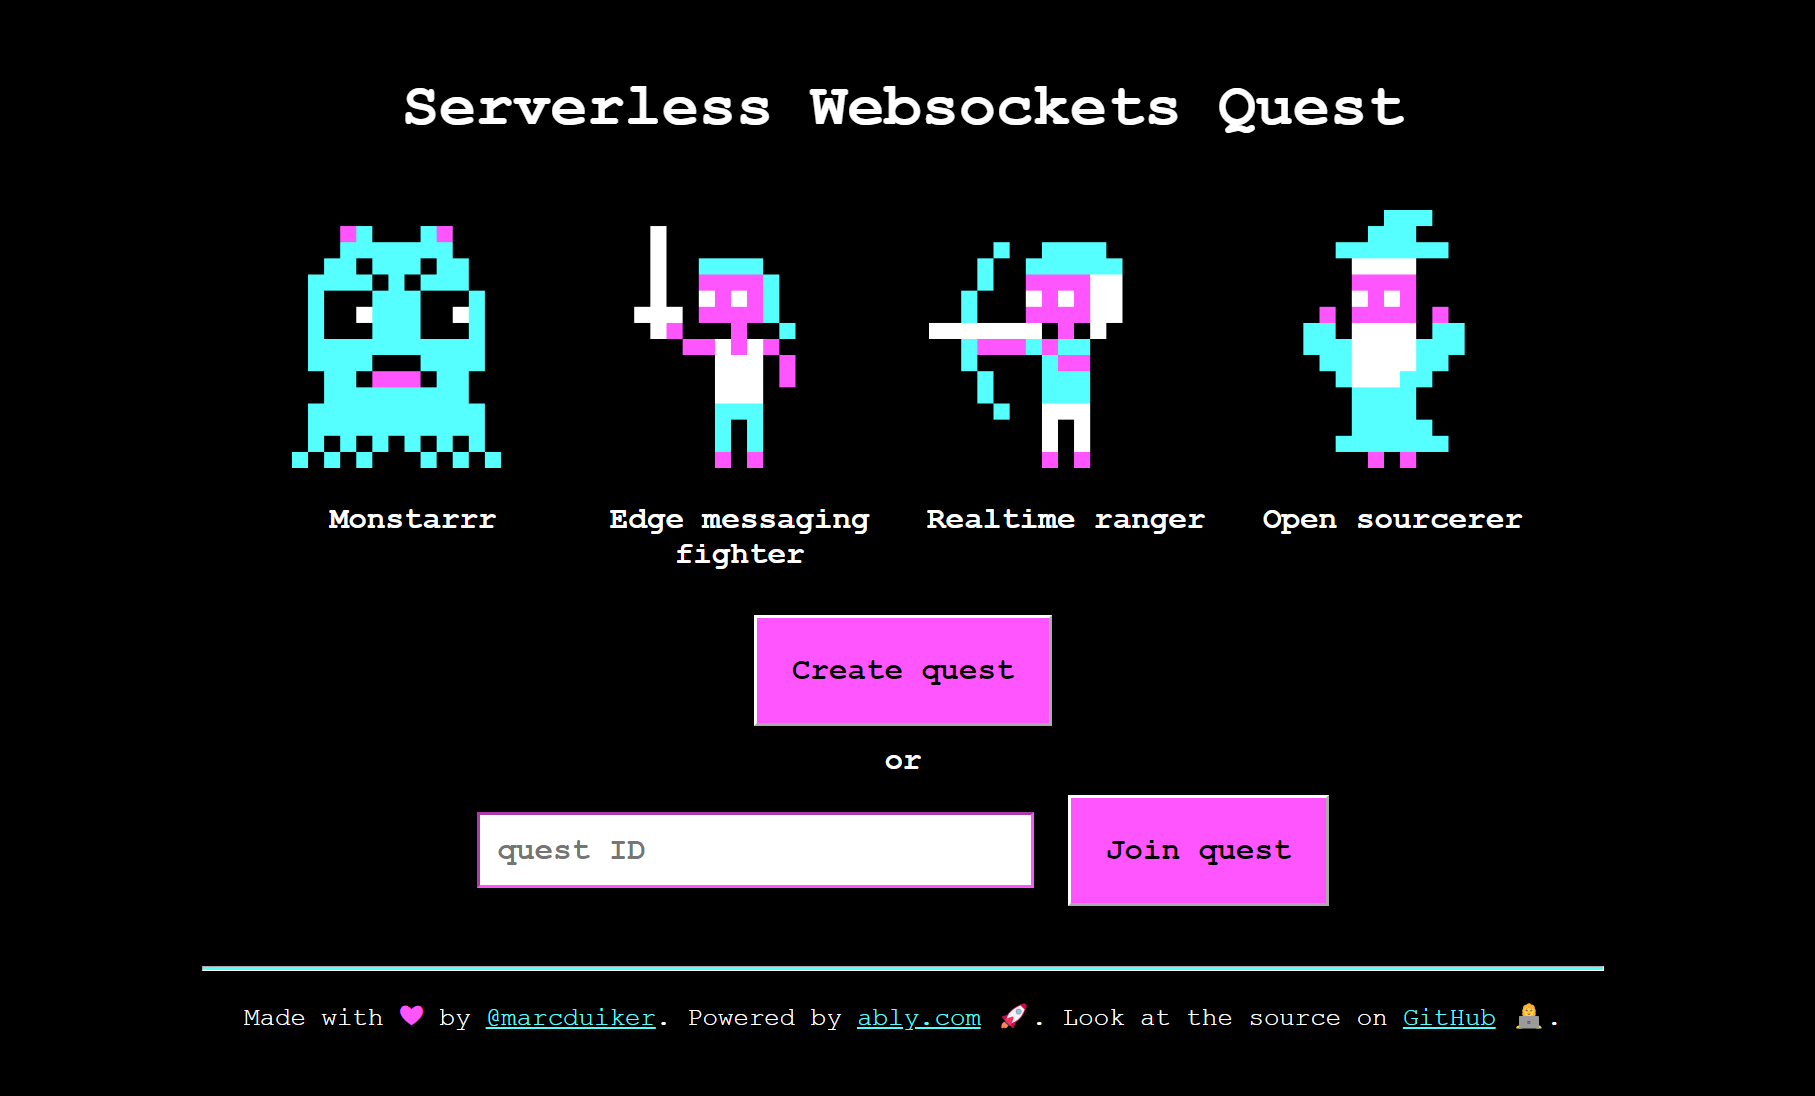 Serverless Websockets Quest
Monstarrr
Edge messaging
fighter
Realtime ranger
Open sourcerer
Create quest
or
quest ID
Join quest
Made with 💜 by @marcduiker. Powered by ably.com 🚀. Look at the source on GitHub 🧑‍💻.